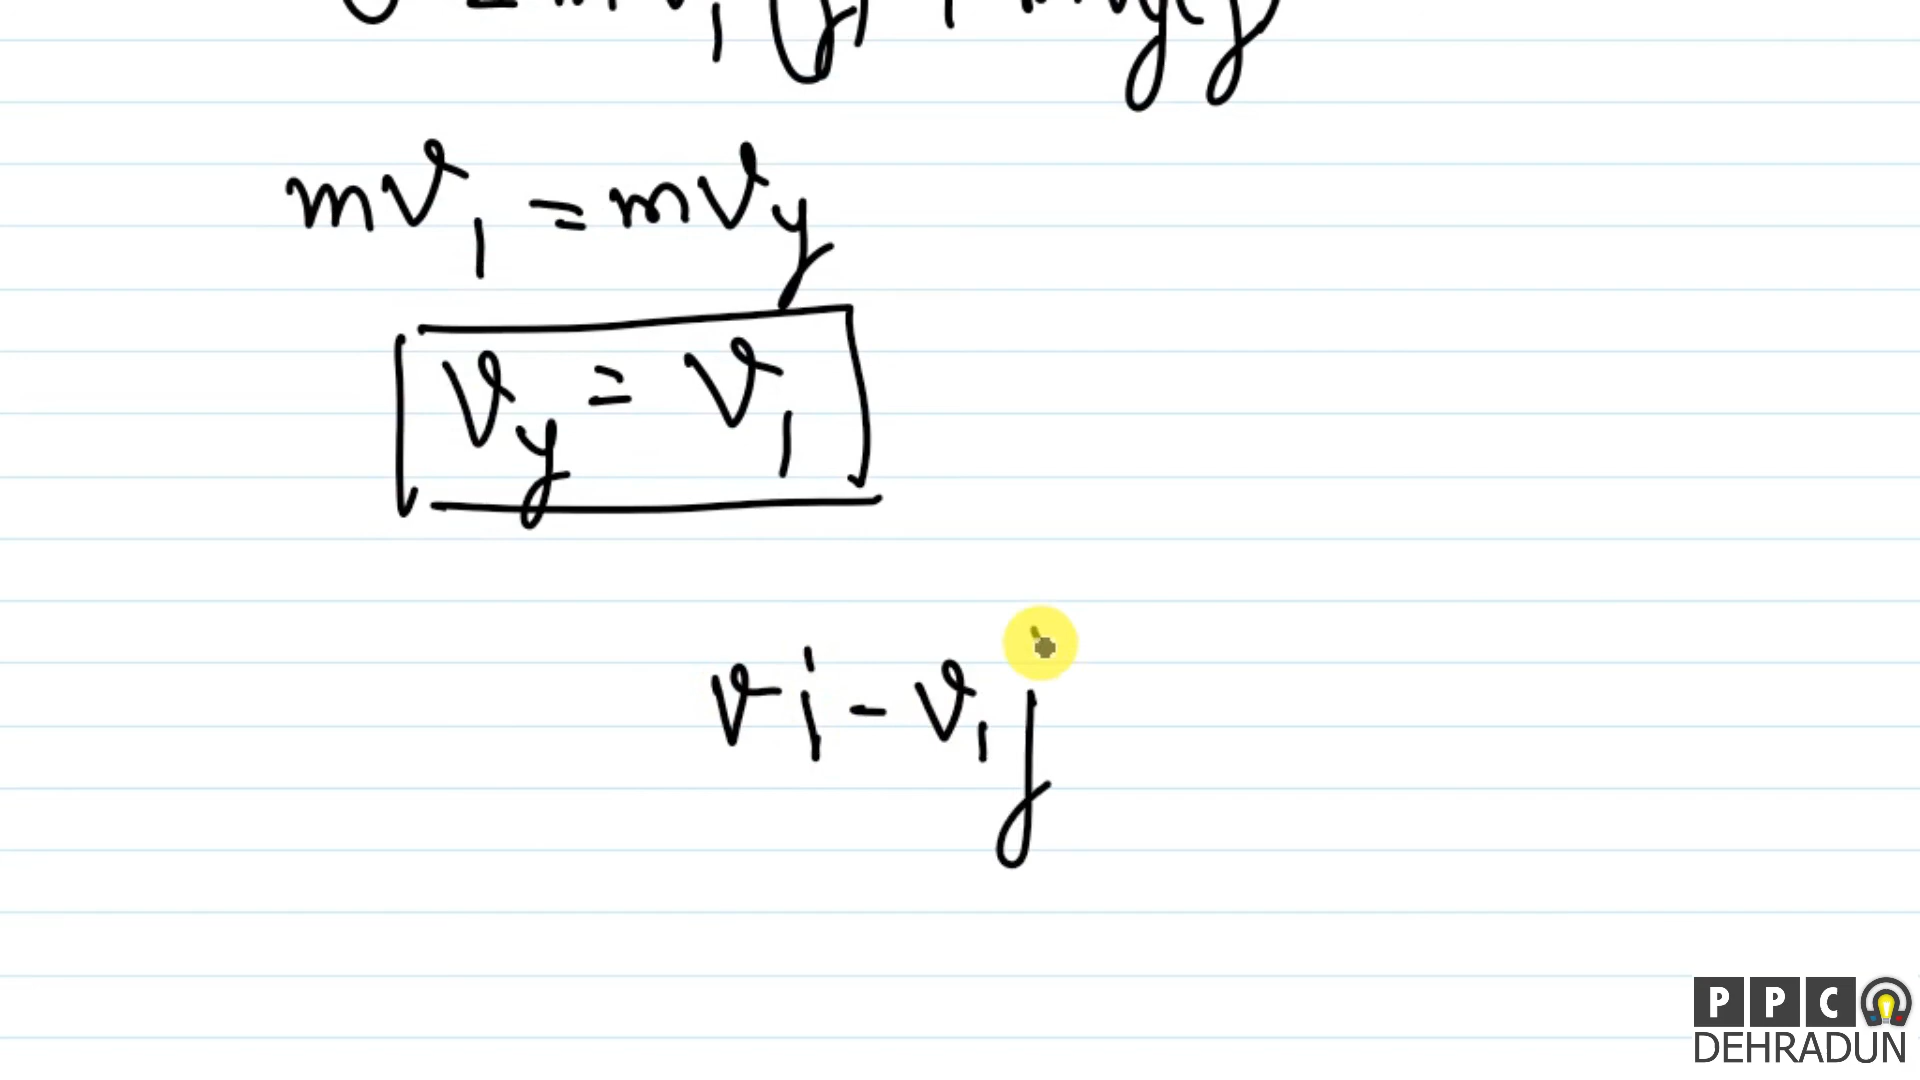 mv₁ = mv_y
v_y = v₁
vi - v₁j
PPC
DEHRADUN